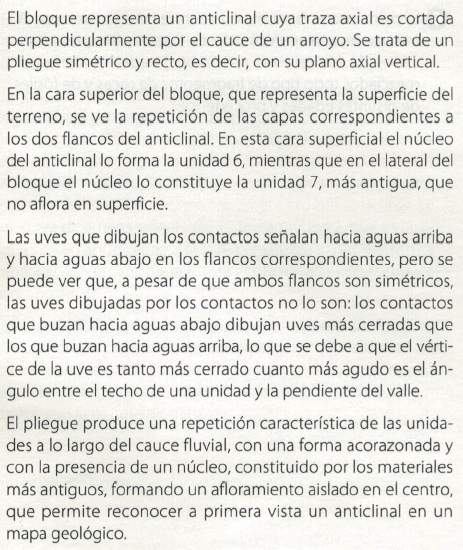 El bloque representa un anticlinal cuya traza axial es cortada
perpendicularmente por el cauce de un arroyo. Se trata de un
pliegue simétrico y recto, es decir, con su plano axial vertical.
En la cara superior del bloque, que representa la superficie del
terreno, se ve la repetición de las capas correspondientes a
los dos flancos del anticlinal. En esta cara superficial el núcleo
del anticlinal lo forma la unidad 6, mientras que en el lateral del
bloque el núcleo lo constituye la unidad 7, más antigua, que
no aflora en superficie.
Las uves que dibujan los contactos señalan hacia aguas arriba
y hacia aguas abajo en los flancos correspondientes, pero se
puede ver que, a pesar de que ambos flancos son simétricos,
las uves dibujadas por los contactos no lo son: los contactos
que buzan hacia aguas abajo dibujan uves más cerradas que
los que buzan hacia aguas arriba, lo que se debe a que el vérti-
ce de la uve es tanto más cerrado cuanto más agudo es el án-
gulo entre el techo de una unidad y la pendiente del valle.
El pliegue produce una repetición característica de las unida-
des a lo largo del cauce fluvial, con una forma acorazonada y
con la presencia de un núcleo, constituido por los materiales
más antiguos, formando un afloramiento aislado en el centro,
que permite reconocer a primera vista un anticlinal en un
mapa geológico.